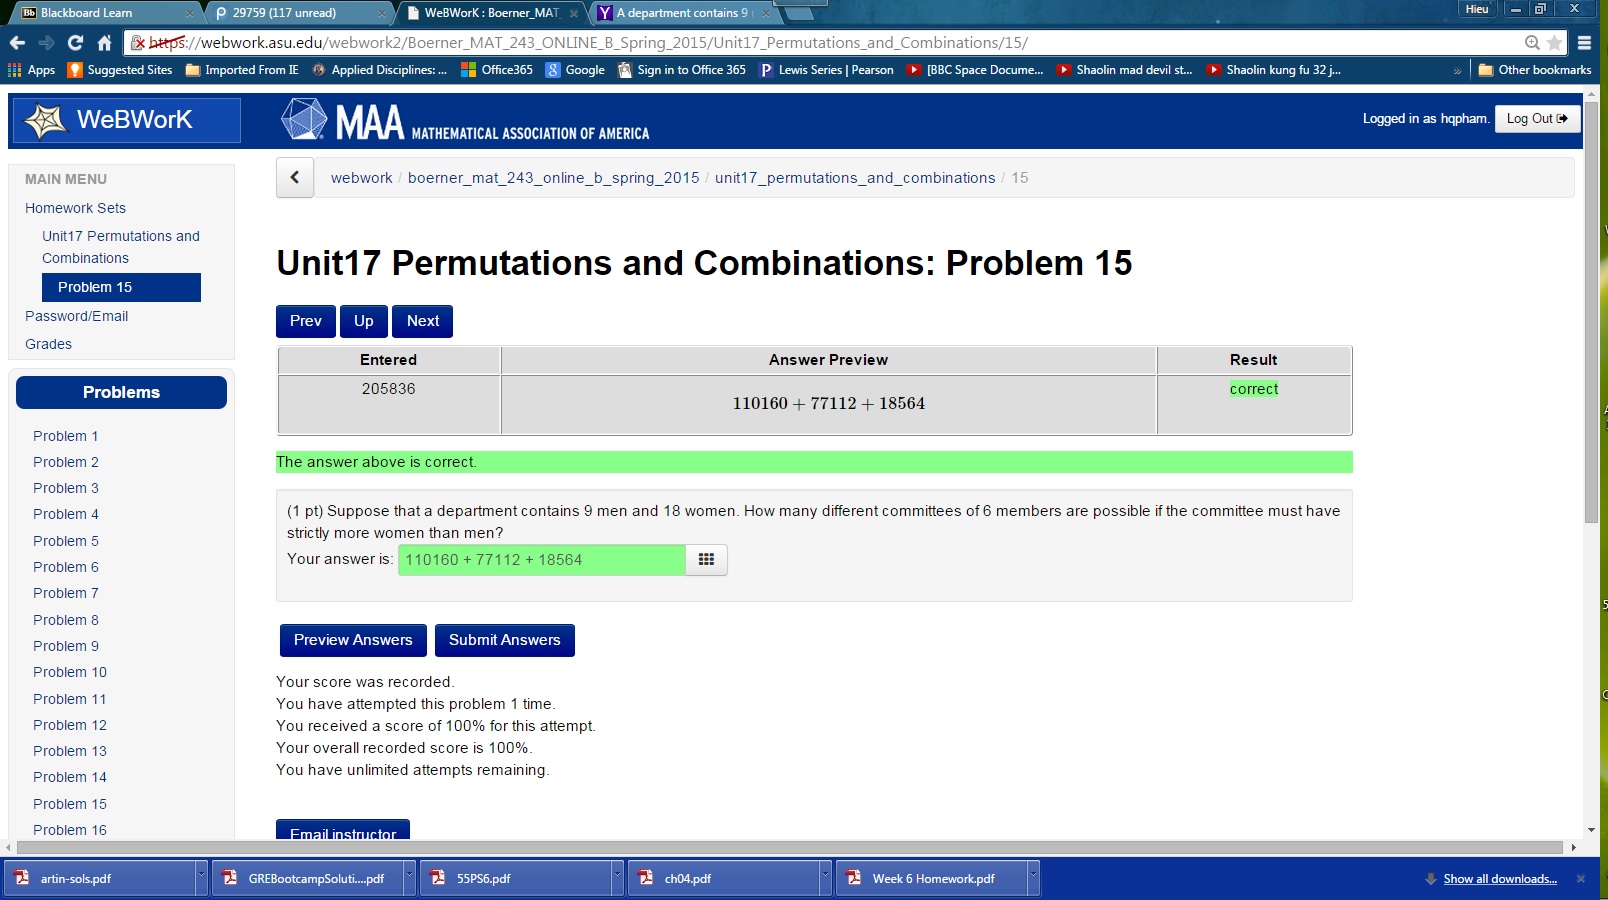 Blackboard Learn
29759 (117 unread)
WeBWorK : Boerner_MAT_
A department contains 9
Hieu
https://webwork.asu.edu/webwork2/Boerner_MAT_243_ONLINE_B_Spring_2015/Unit17_Permutations_and_Combinations/15/
Apps
Suggested Sites
Imported From IE
Applied Disciplines: ...
Office365
Google
Sign in to Office 365
Lewis Series | Pearson
[BBC Space Docume...
Shaolin mad devil st...
Shaolin kung fu 32 j...
»
Other bookmarks
WeBWorK
MAA MATHEMATICAL ASSOCIATION OF AMERICA
Logged in as hqpham.
Log Out
MAIN MENU
Homework Sets
Unit17 Permutations and
Combinations
Problem 15
Password/Email
Grades
Problems
Problem 1
Problem 2
Problem 3
Problem 4
Problem 5
Problem 6
Problem 7
Problem 8
Problem 9
Problem 10
Problem 11
Problem 12
Problem 13
Problem 14
Problem 15
Problem 16
webwork / boerner_mat_243_online_b_spring_2015 / unit17_permutations_and_combinations / 15
Unit17 Permutations and Combinations: Problem 15
Prev
Up
Next
Entered
Answer Preview
Result
205836
110160 + 77112 + 18564
correct
The answer above is correct.
(1 pt) Suppose that a department contains 9 men and 18 women. How many different committees of 6 members are possible if the committee must have
strictly more women than men?
Your answer is: 110160 + 77112 + 18564
Preview Answers
Submit Answers
Your score was recorded.
You have attempted this problem 1 time.
You received a score of 100% for this attempt.
Your overall recorded score is 100%.
You have unlimited attempts remaining.
Email instructor
artin-sols.pdf
GREBootcampSoluti....pdf
55PS6.pdf
ch04.pdf
Week 6 Homework.pdf
Show all downloads...